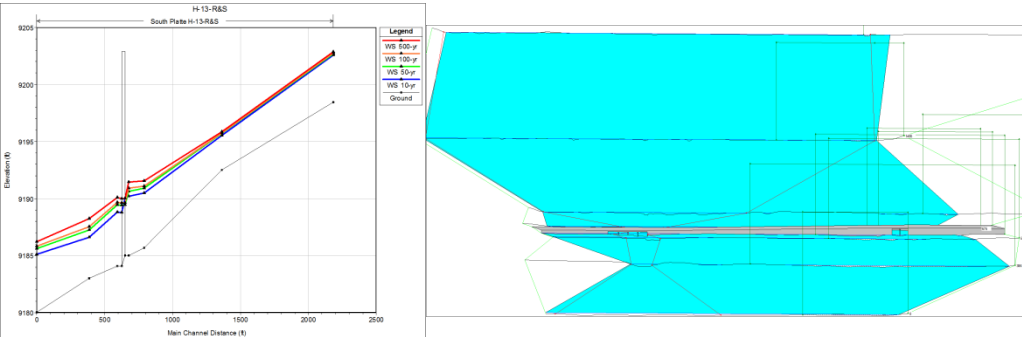 H-13-R&S
South Platte H-13-R&S
9205
9200
9195
9190
9185
9180
Elevation (ft)
0
500
1000
1500
2000
2500
Main Channel Distance (ft)
Legend
WS 500-yr
WS 100-yr
WS 50-yr
WS 10-yr
Ground